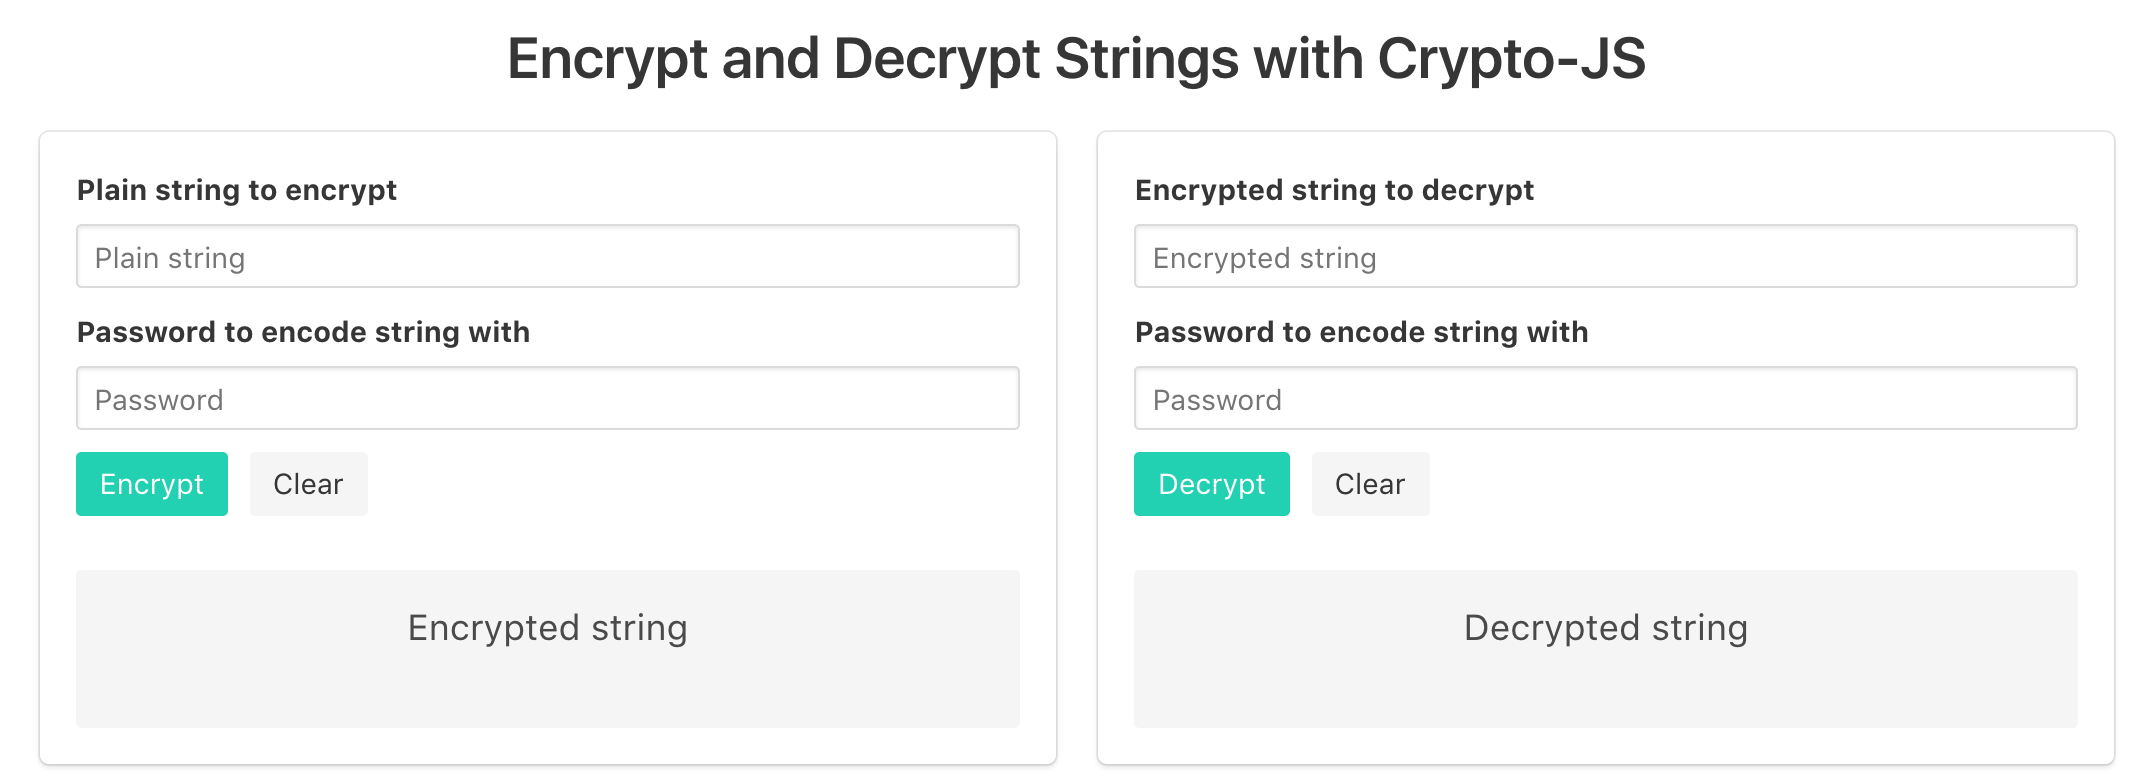 Encrypt and Decrypt Strings with Crypto-JS
Plain string to encrypt
Plain string
Password to encode string with
Password
Encrypt
Clear
Encrypted string
Encrypted string to decrypt
Encrypted string
Password to encode string with
Password
Decrypt
Clear
Decrypted string